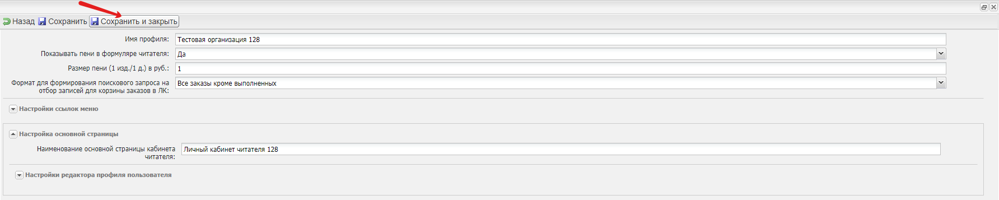 Назад Сохранить Сохранить и закрыть
Имя профиля: Тестовая организация 128
Показывать пени в формуляре читателя: Да
Размер пени (1 изд./1 д.) в руб.: 1
Формат для формирования поискового запроса на
отбор записей для корзины заказов в ЛК: Все заказы кроме выполненных
Настройки ссылок меню
Настройка основной страницы
Наименование основной страницы кабинета
читателя: Личный кабинет читателя 128
Настройки редактора профиля пользователя